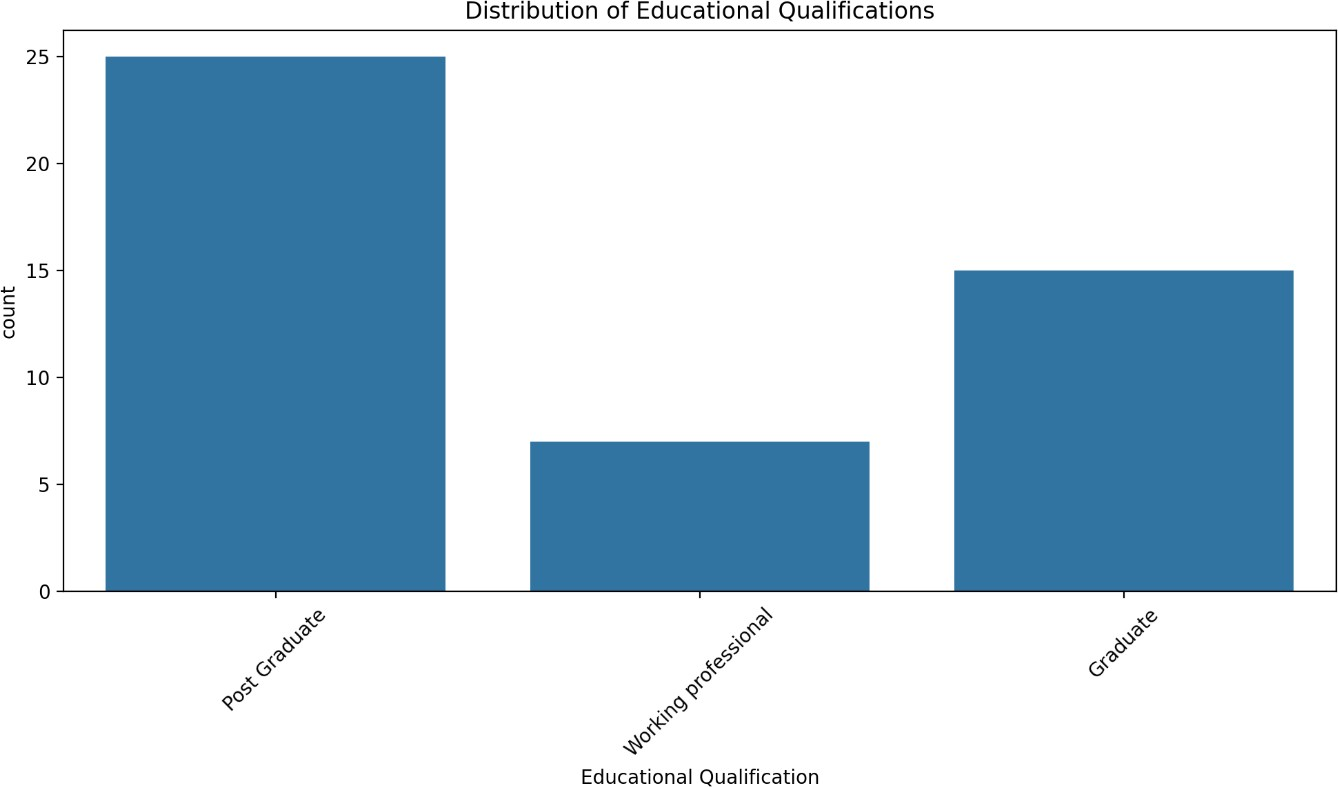 Distribution of Educational Qualifications
count
25
20
15
10
5
0
Post Graduate
Working professional
Graduate
Educational Qualification